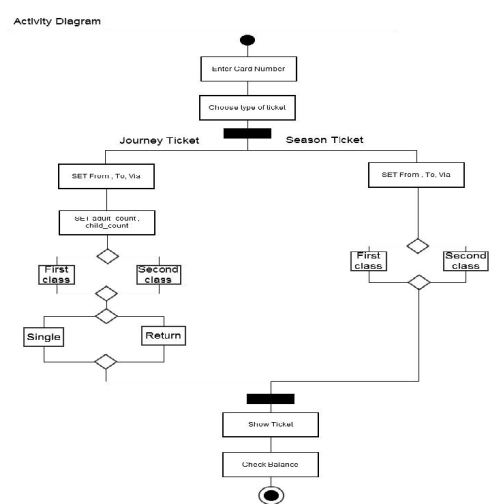 Activity Diagram
Enter Card Number
Choose type of ticket
Journey Ticket
Season Ticket
SET From , To, Via
SET From , To, Via
SET adult_count ,
child_count
First
class
Second
class
First
class
Second
class
Single
Return
Show Ticket
Check Balance